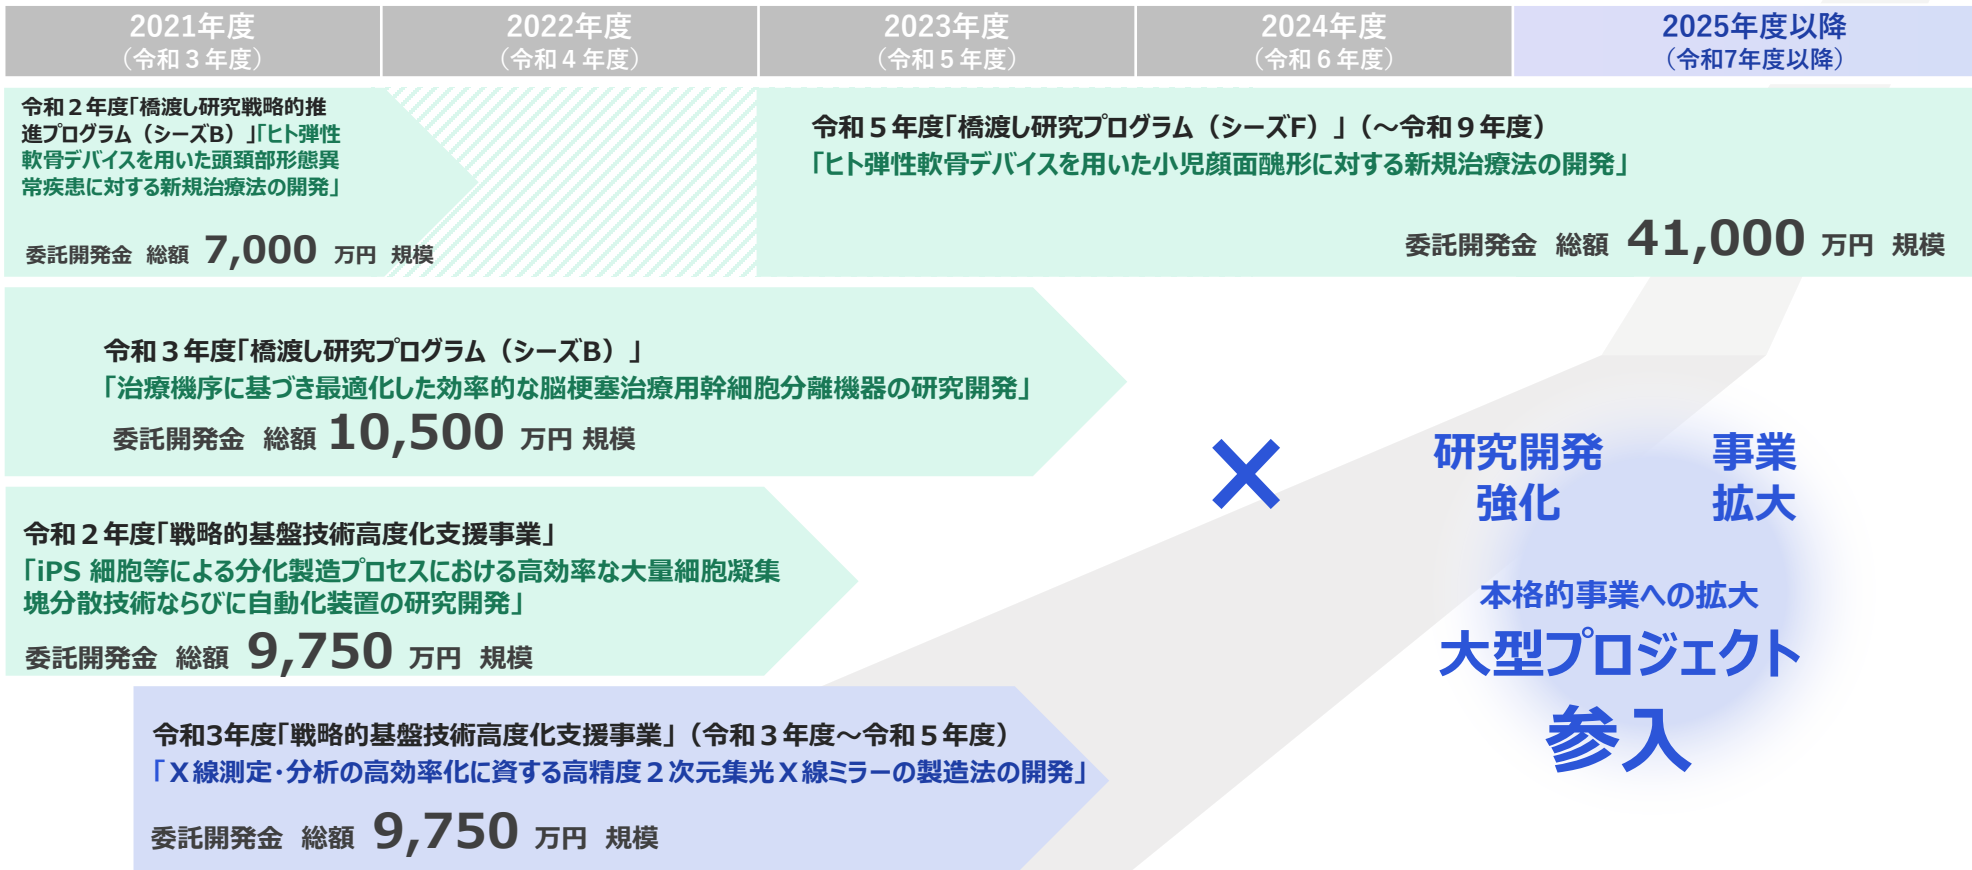 2021年度
（令和３年度）
2022年度
（令和４年度）
2023年度
（令和５年度）
2024年度
（令和６年度）
2025年度以降
（令和7年度以降）
令和２年度「橋渡し研究戦略的推
進プログラム（シーズB）」「ヒト弾性
軟骨デバイスを用いた頭頚部形態異
常疾患に対する新規治療法の開発」
委託開発金 総額 7,000 万円 規模
令和５年度「橋渡し研究プログラム（シーズF）」（～令和９年度）
「ヒト弾性軟骨デバイスを用いた小児顔面醜形に対する新規治療法の開発」
委託開発金 総額 41,000 万円 規模
令和３年度「橋渡し研究プログラム（シーズB）」
「治療機序に基づき最適化した効率的な脳梗塞治療用幹細胞分離機器の研究開発」
委託開発金 総額 10,500 万円 規模
令和２年度「戦略的基盤技術高度化支援事業」
「iPS 細胞等による分化製造プロセスにおける高効率な大量細胞凝集
塊分散技術ならびに自動化装置の研究開発」
委託開発金 総額 9,750 万円 規模
令和3年度「戦略的基盤技術高度化支援事業」（令和３年度～令和５年度）
「Ｘ線測定・分析の高効率化に資する高精度２次元集光Ｘ線ミラーの製造法の開発」
委託開発金 総額 9,750 万円 規模
×
研究開発
強化
事業
拡大
本格的事業への拡大
大型プロジェクト
参入